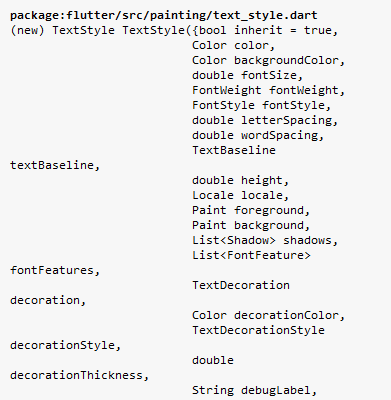 package:flutter/src/painting/text_style.dart
(new) TextStyle TextStyle({bool inherit = true,
Color color,
Color backgroundColor,
double fontSize,
FontWeight fontWeight,
FontStyle fontStyle,
double letterSpacing,
double wordSpacing,
TextBaseline
textBaseline,
double height,
Locale locale,
Paint foreground,
Paint background,
List<Shadow> shadows,
List<FontFeature>
fontFeatures,
TextDecoration
decoration,
Color decorationColor,
TextDecorationStyle
decorationStyle,
double
decorationThickness,
String debugLabel,